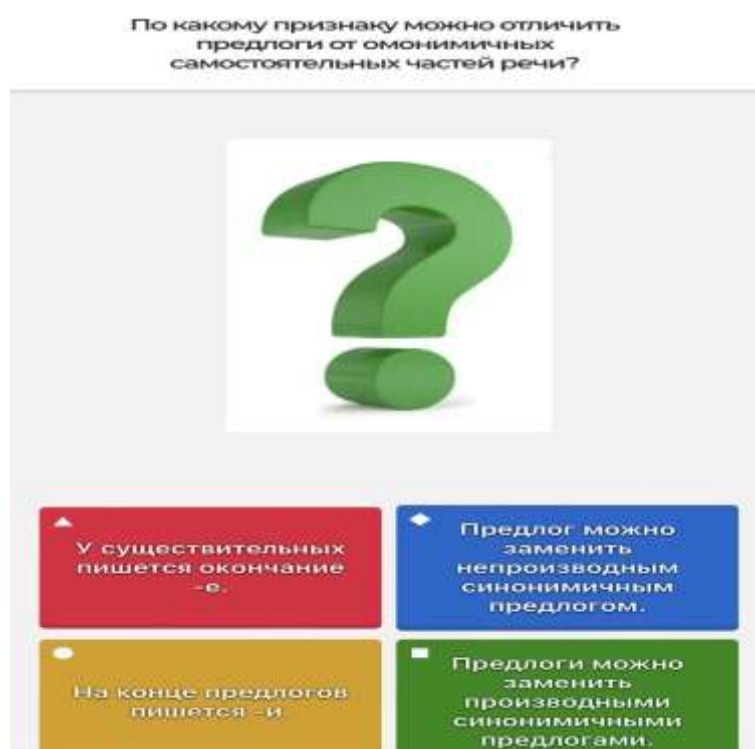 По какому признаку можно отличить
предлоги от омонимичных
самостоятельных частей речи?
У существительных
пишется окончание
-е.
Предлог можно
заменить
непроизводным
синонимичным
предлогом.
На конце предлогов
пишется -и
Предлоги можно
заменить
производными
синонимичными
предлогами.